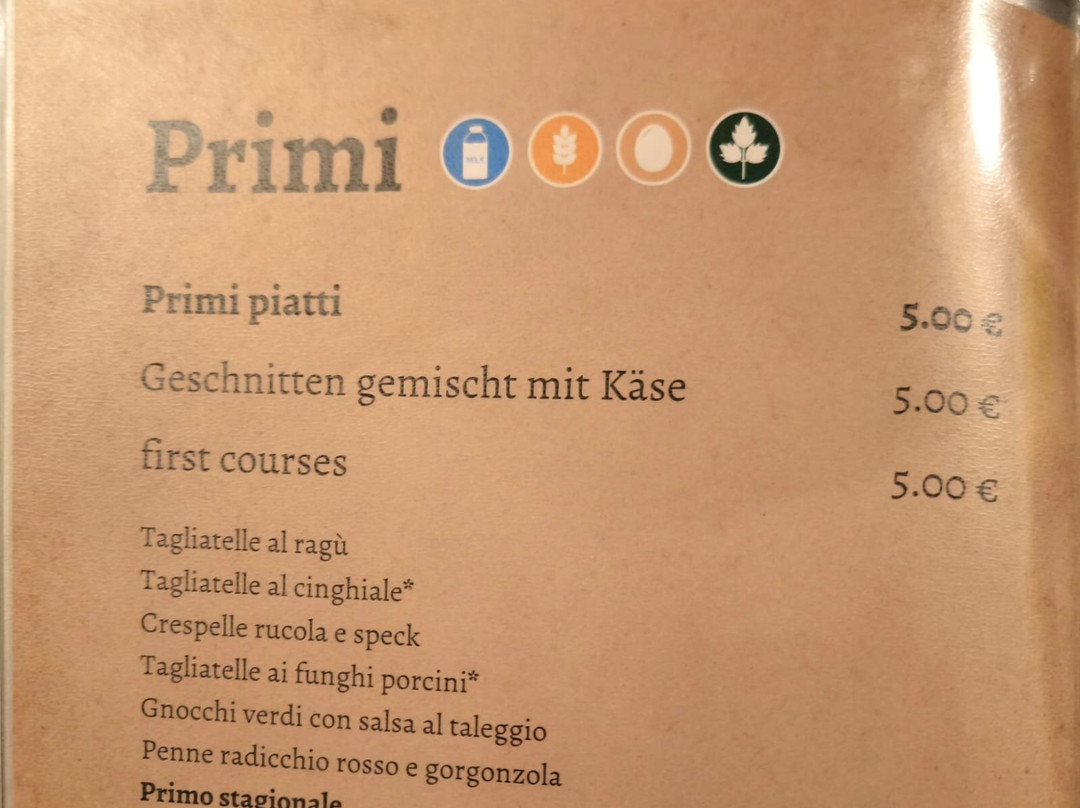 Primi MILK
Primi piatti 5.00 €
Geschnitten gemischt mit Käse 5.00 €
first courses 5.00 €
Tagliatelle al ragù
Tagliatelle al cinghiale*
Crespelle rucola e speck
Tagliatelle ai funghi porcini*
Gnocchi verdi con salsa al taleggio
Penne radicchio rosso e gorgonzola
Primo stagionale